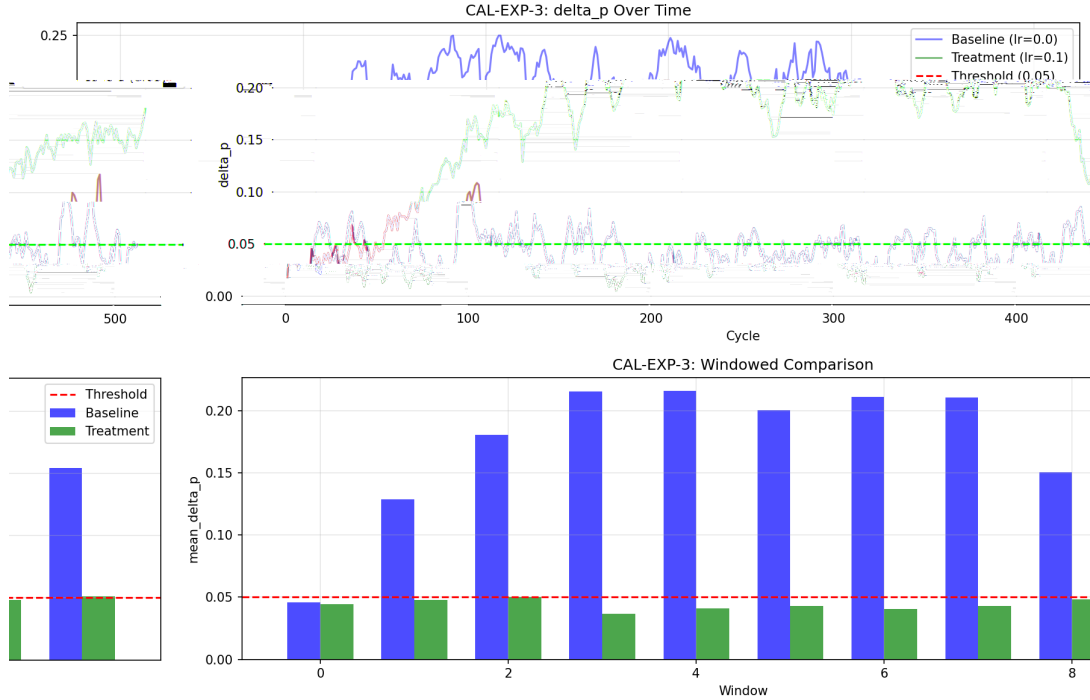 CAL-EXP-3: delta_p Over Time
0.25
0.20
0.15
0.10
0.05
0.00
delta_p
Baseline (lr=0.0)
Treatment (lr=0.1)
Threshold (0.05)
500
0
100
200
300
400
Cycle
Threshold
Baseline
Treatment
CAL-EXP-3: Windowed Comparison
0.20
0.15
0.10
0.05
0.00
mean_delta_p
0
2
4
6
8
Window